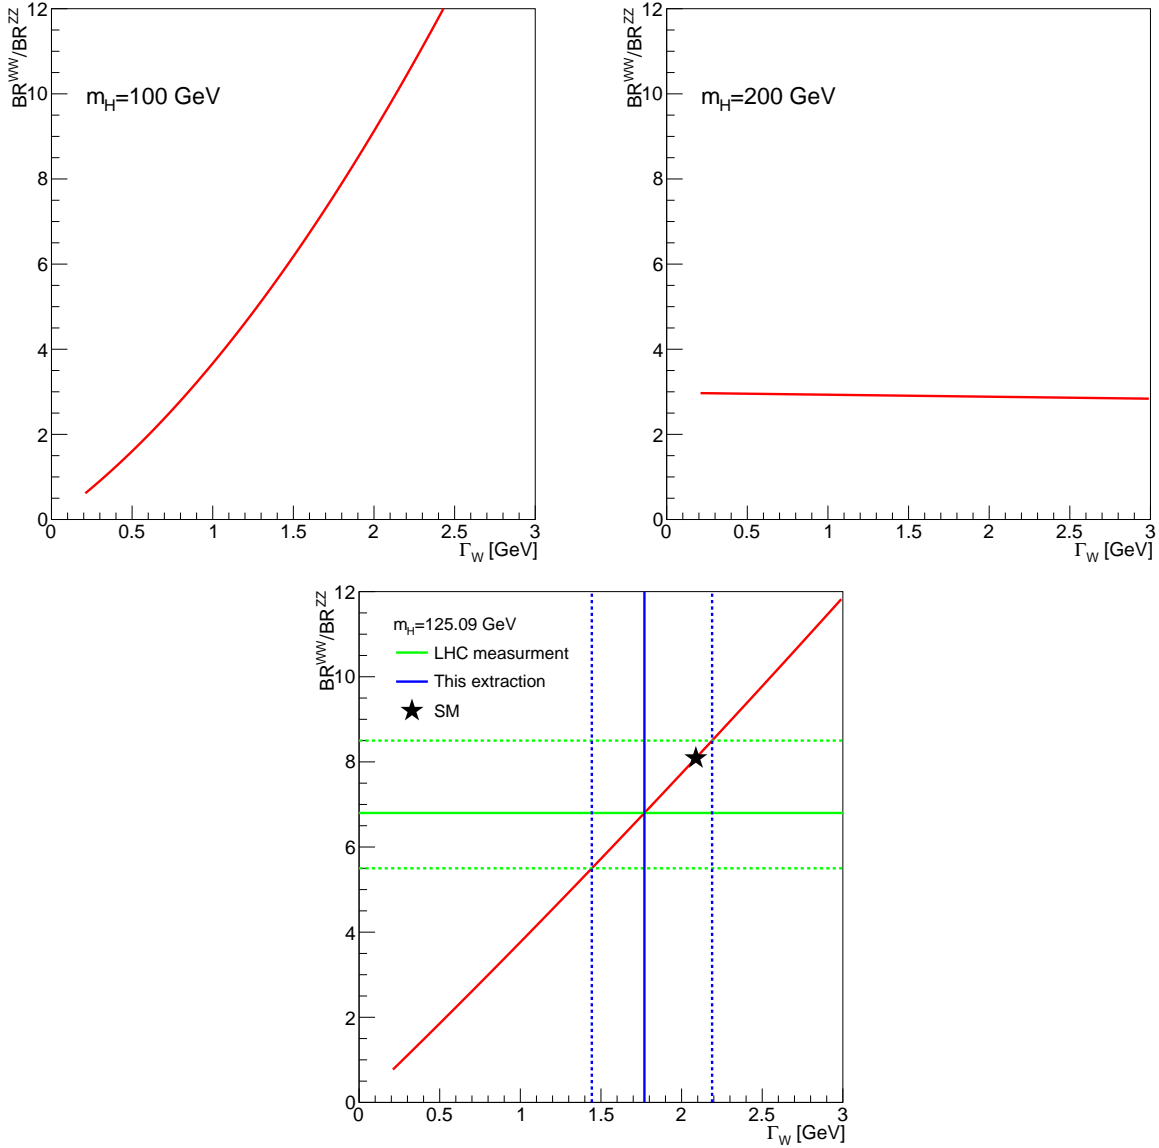 BR^WW/BR^ZZ
12
10
8
6
4
2
0
m_H=100 GeV
0 0.5 1 1.5 2 2.5 3
Γ_W [GeV]
BR^WW/BR^ZZ
12
10
8
6
4
2
0
m_H=200 GeV
0 0.5 1 1.5 2 2.5 3
Γ_W [GeV]
BR^WW/BR^ZZ
12
10
8
6
4
2
0
m_H=125.09 GeV
LHC measurment
This extraction
SM
0 0.5 1 1.5 2 2.5 3
Γ_W [GeV]